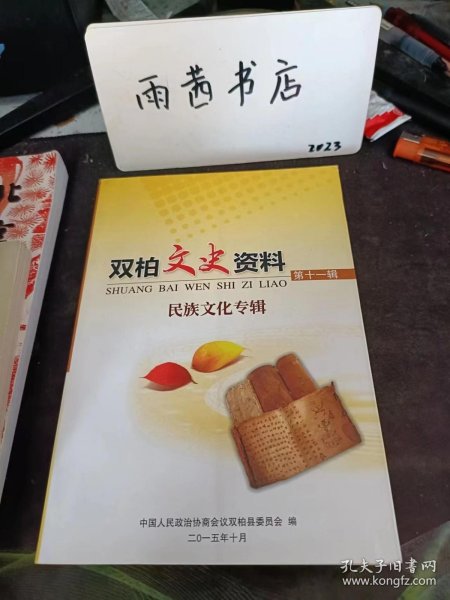 雨茜书店
2023
双柏文史资料
第十一辑
SHUANG BAI WEN SHI ZI LIAO
民族文化专辑
中国人民政治协商会议双柏县委员会 编
二〇一五年十月
孔夫子旧书网
www.kongfz.com